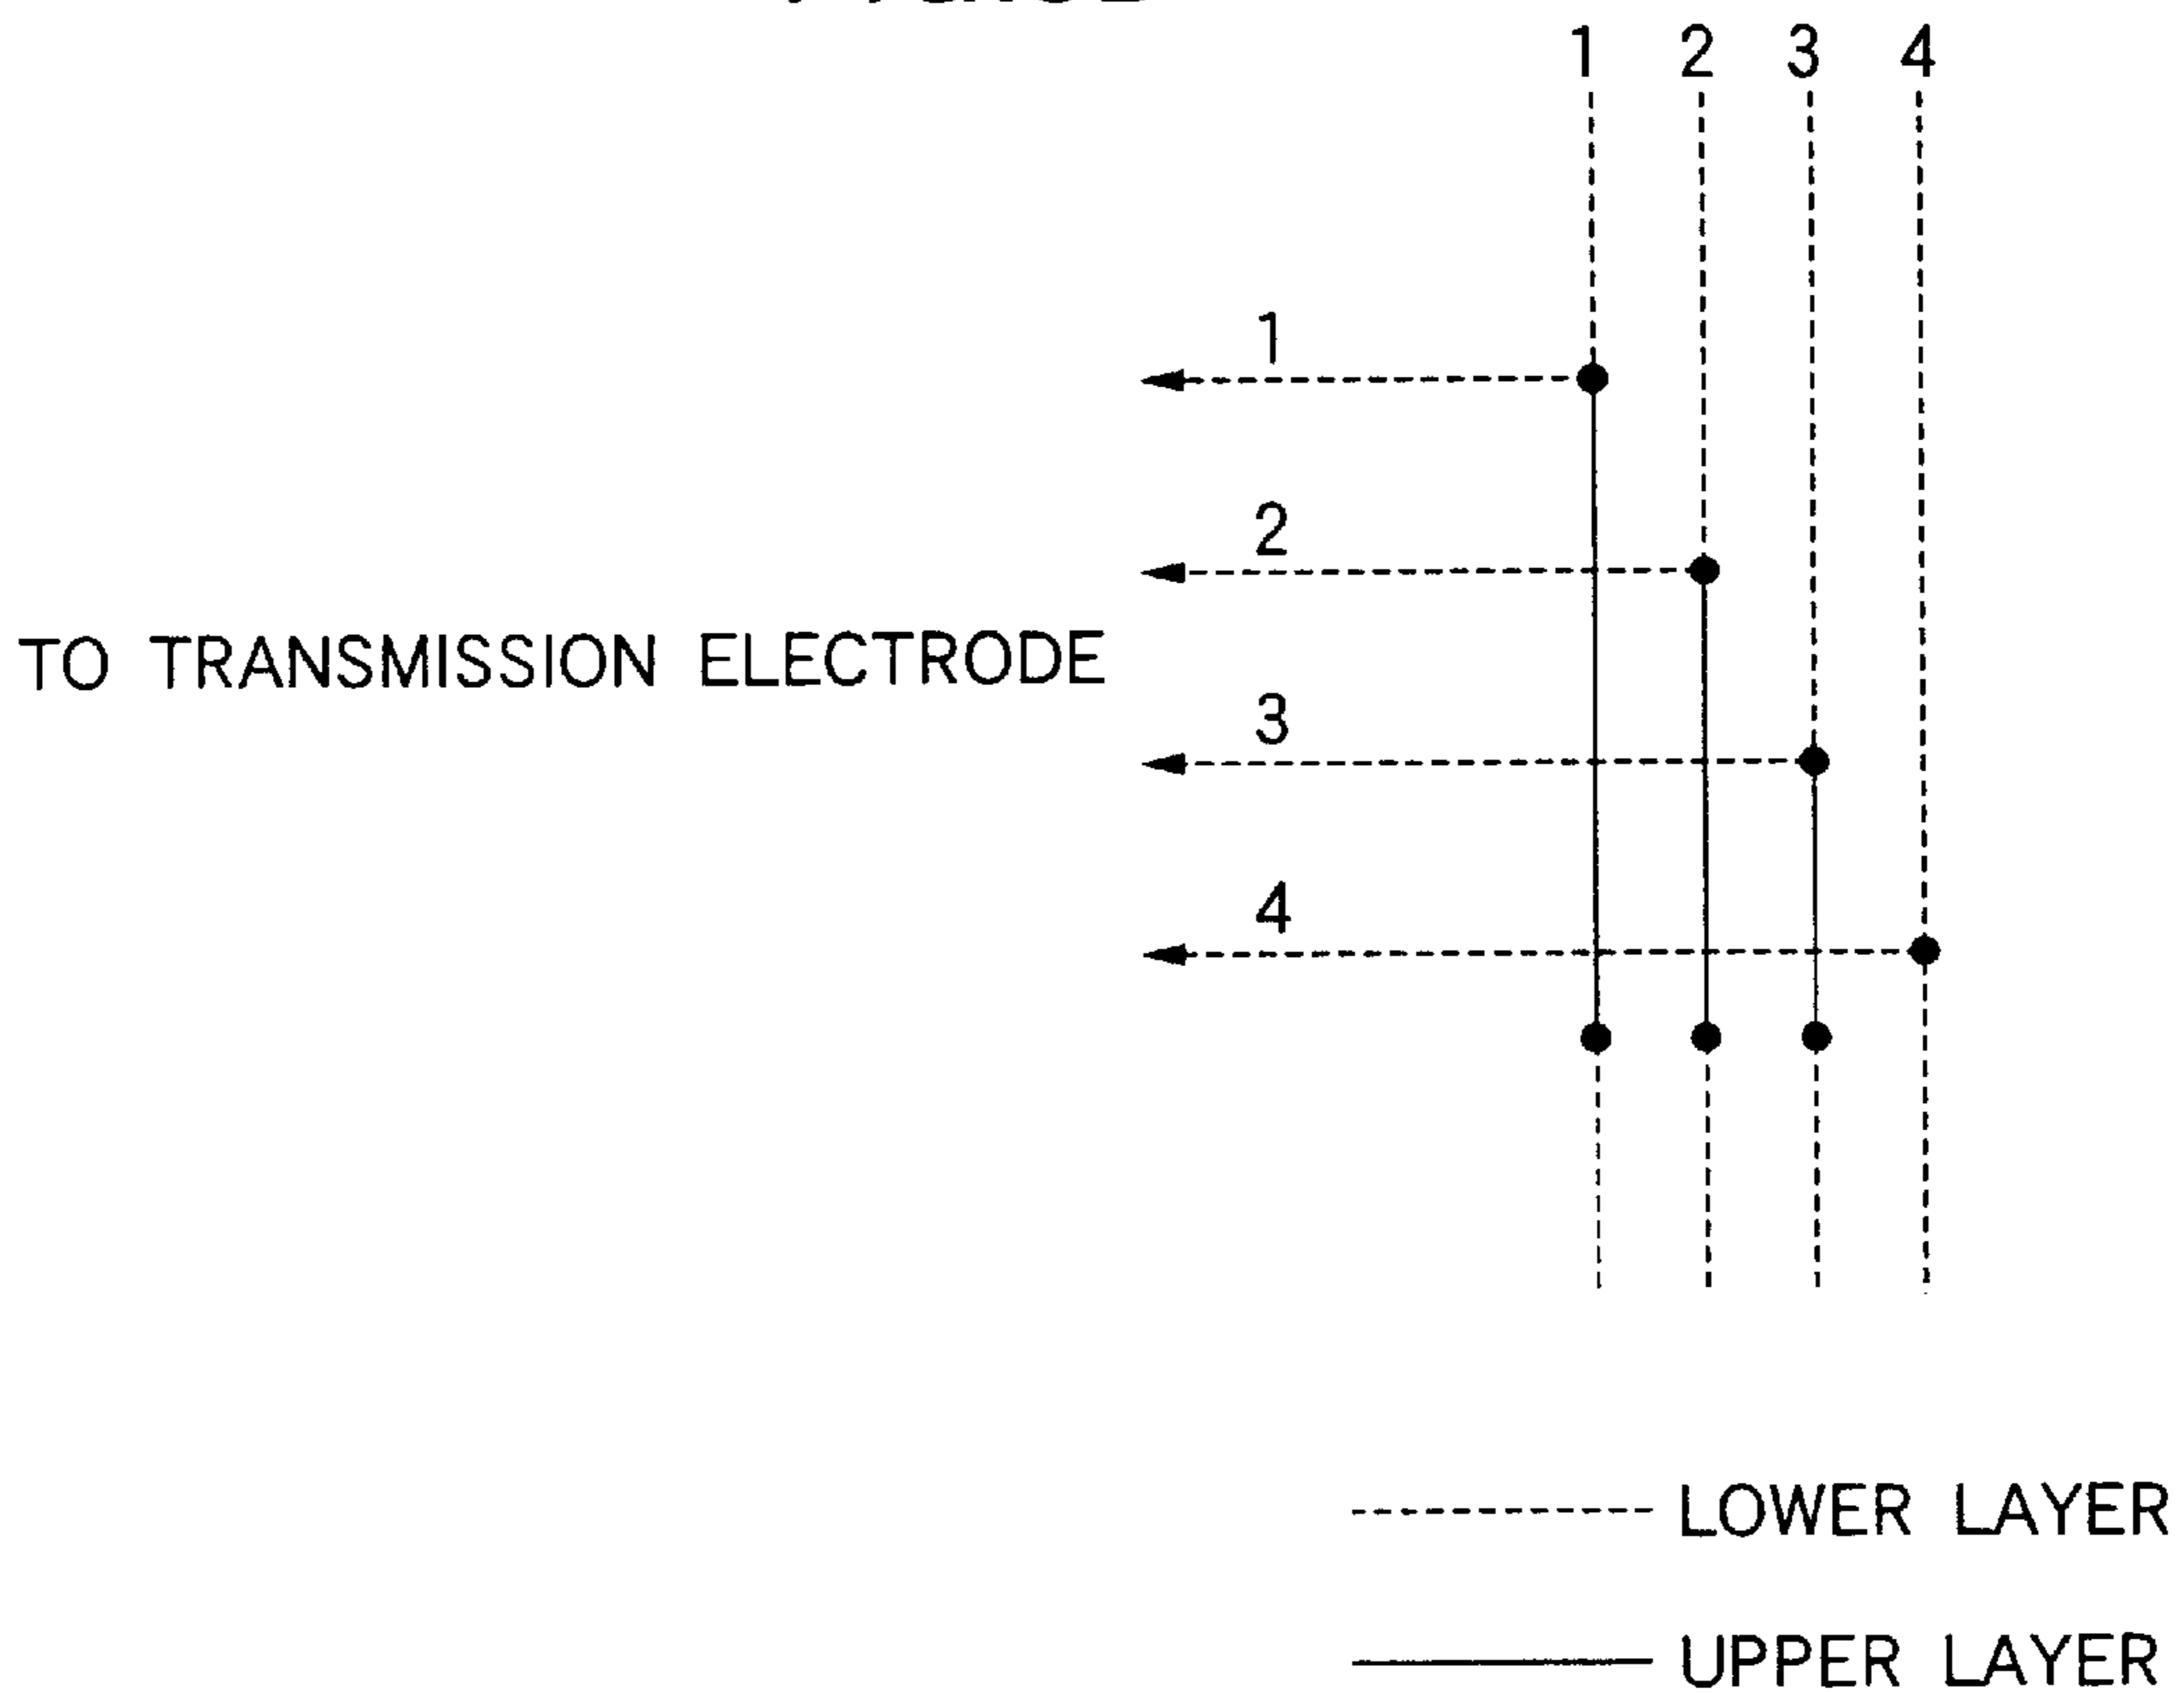 1 2 3 4
1
2
TO TRANSMISSION ELECTRODE
3
4
LOWER LAYER
UPPER LAYER